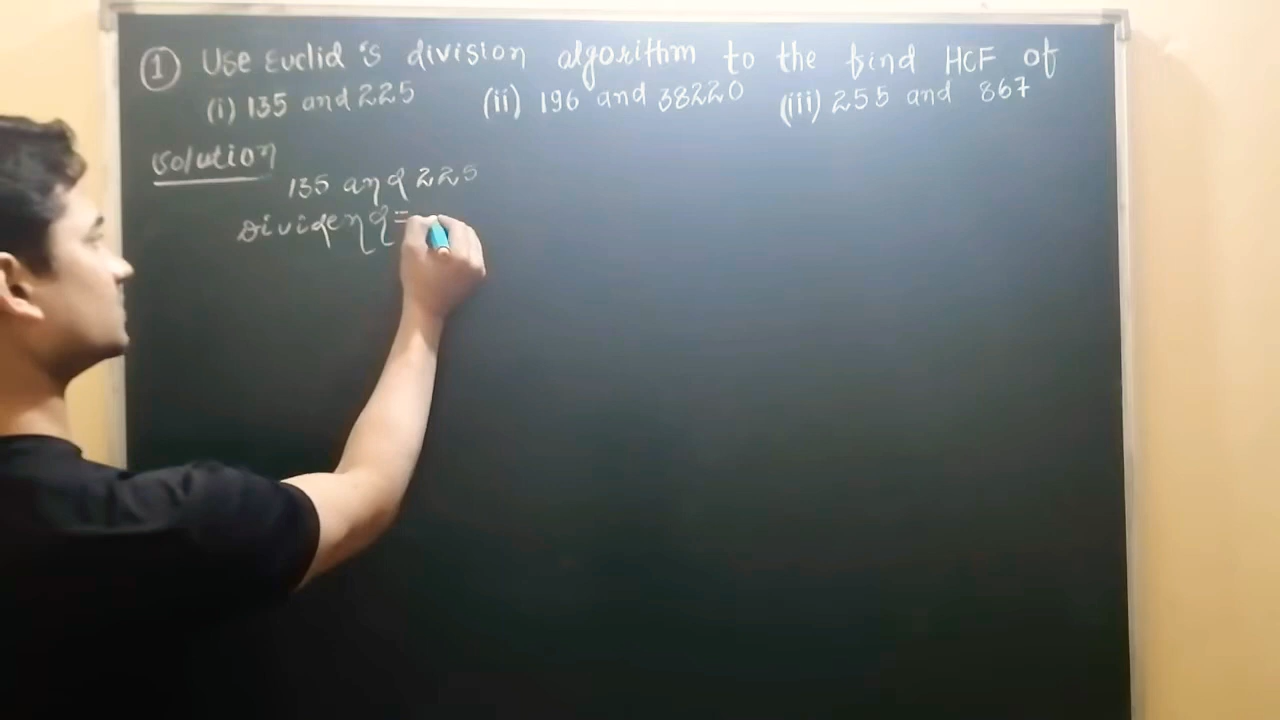 ① Use Euclid's division algorithm to the find HCF of
(i) 135 and 225 (ii) 196 and 38220 (iii) 255 and 867
Solution
135 and 225
Dividend =